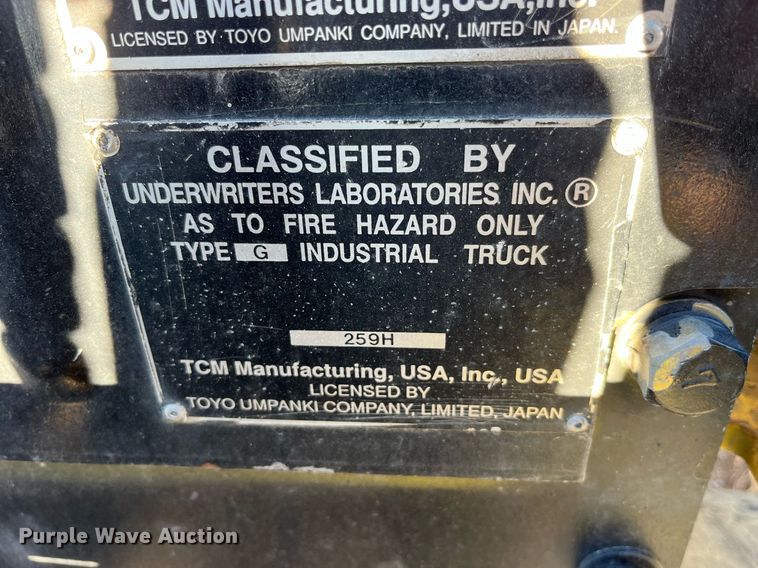 TCM Manufacturing,USA,Inc.
LICENSED BY TOYO UMPANKI COMPANY, LIMITED IN JAPAN.
CLASSIFIED BY
UNDERWRITERS LABORATORIES INC.®
AS TO FIRE HAZARD ONLY
TYPE G INDUSTRIAL TRUCK
259H
TCM Manufacturing, USA, Inc., USA
LICENSED BY
TOYO UMPANKI COMPANY, LIMITED, JAPAN
7
Purple Wave Auction